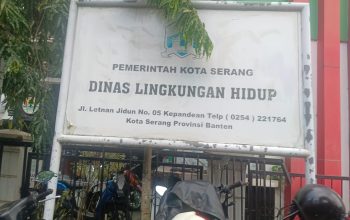 PEMERINTAH KOTA SERANG
DINAS LINGKUNGAN HIDUP
Jl. Letnan Jidun No. 05 Kepandean Telp ( 0254 ) 221764
Kota Serang Provinsi Banten